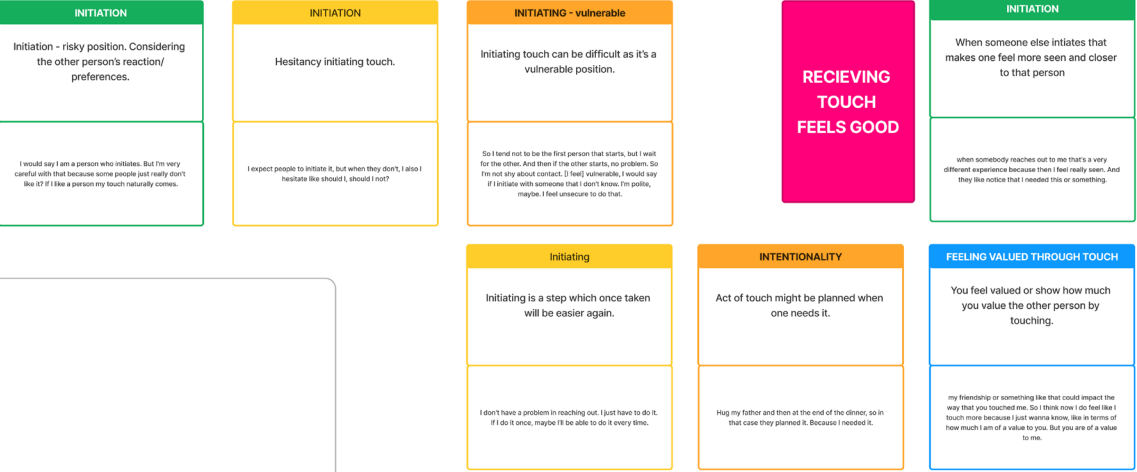 INITIATION
Initiation - risky position. Considering
the other person's reaction/
preferences.
I would say I am a person who initiates. But I'm very
careful with that because some people just really don't
like it? If I like a person my touch naturally comes.
INITIATION
Hesitancy initiating touch.
I expect people to initiate it, but when they don't, I also I
hesitate like should I, should I not?
INITIATING - vulnerable
Initiating touch can be difficult as it's a
vulnerable position.
So I tend not to be the first person that starts, but I wait
for the other. And then if the other starts, no problem. So
I'm not shy about contact. [I feel] vulnerable, I would say
if I initiate with someone that I don't know. I'm polite,
maybe. I feel unsecure to do that.
RECIEVING
TOUCH
FEELS GOOD
INITIATION
When someone else intiates that
makes one feel more seen and closer
to that person
when somebody reaches out to me that's a very
different experience because then I feel really seen. And
they like notice that I needed this or something.
Initiating
Initiating is a step which once taken
will be easier again.
I don't have a problem in reaching out. I just have to do it.
If I do it once, maybe I'll be able to do it every time.
INTENTIONALITY
Act of touch might be planned when
one needs it.
Hug my father and then at the end of the dinner, so in
that case they planned it. Because I needed it.
FEELING VALUED THROUGH TOUCH
You feel valued or show how much
you value the other person by
touching.
my friendship or something like that could impact the
way that you touched me. So I think now I do feel like I
touch more because I just wanna know, like in terms of
how much I am of a value to you. But you are of a value
to me.